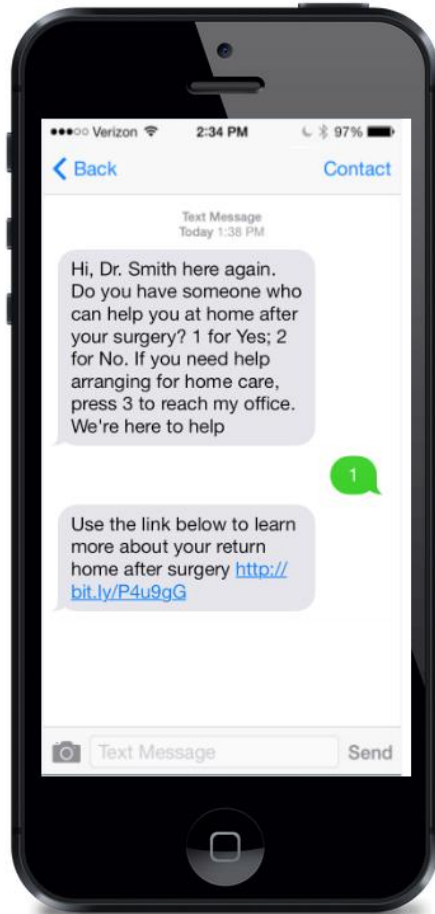 Verizon 2:34 PM 97%
Back Contact
Text Message
Today 1:38 PM
Hi, Dr. Smith here again.
Do you have someone who
can help you at home after
your surgery? 1 for Yes; 2
for No. If you need help
arranging for home care,
press 3 to reach my office.
We're here to help
1
Use the link below to learn
more about your return
home after surgery http://
bit.ly/P4u9gG
Text Message Send